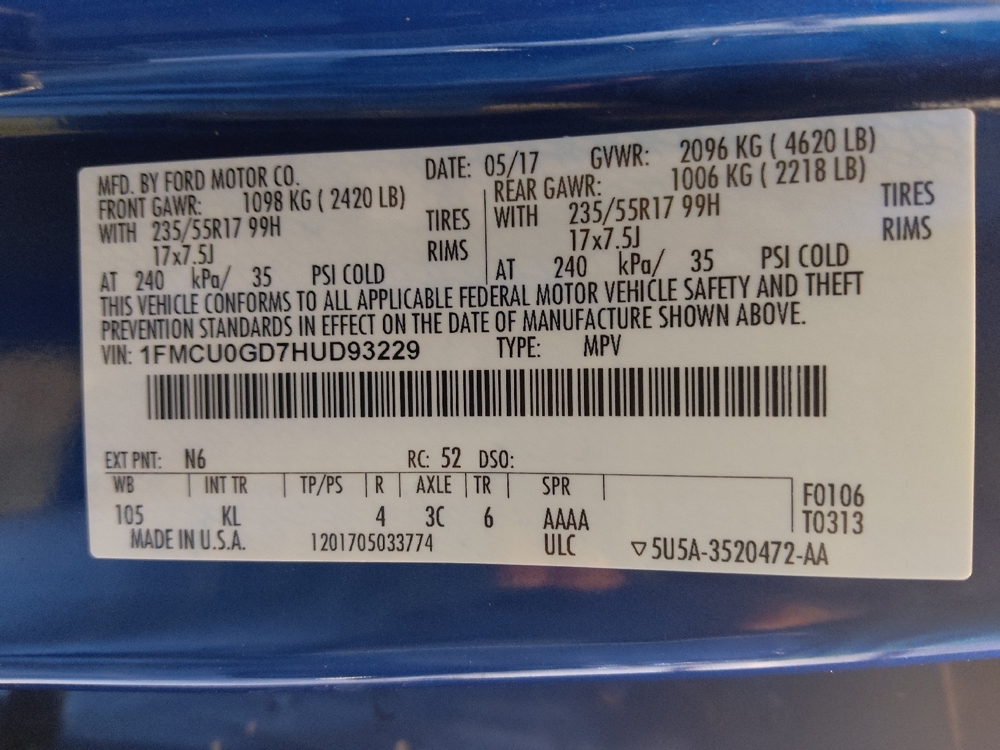 MFD. BY FORD MOTOR CO. DATE: 05/17 GVWR: 2096 KG ( 4620 LB)
FRONT GAWR: 1098 KG ( 2420 LB) REAR GAWR: 1006 KG ( 2218 LB)
WITH 235/55R17 99H TIRES WITH 235/55R17 99H TIRES
17x7.5J RIMS 17x7.5J RIMS
AT 240 kPa/ 35 PSI COLD AT 240 kPa/ 35 PSI COLD
THIS VEHICLE CONFORMS TO ALL APPLICABLE FEDERAL MOTOR VEHICLE SAFETY AND THEFT
PREVENTION STANDARDS IN EFFECT ON THE DATE OF MANUFACTURE SHOWN ABOVE.
VIN: 1FMCU0GD7HUD93229 TYPE: MPV
EXT PNT: N6 RC: 52 DSO:
WB INT TR TP/PS R AXLE TR SPR F0106
105 KL 4 3C 6 AAAA T0313
MADE IN U.S.A. 1201705033774 ULC ▽5U5A-3520472-AA